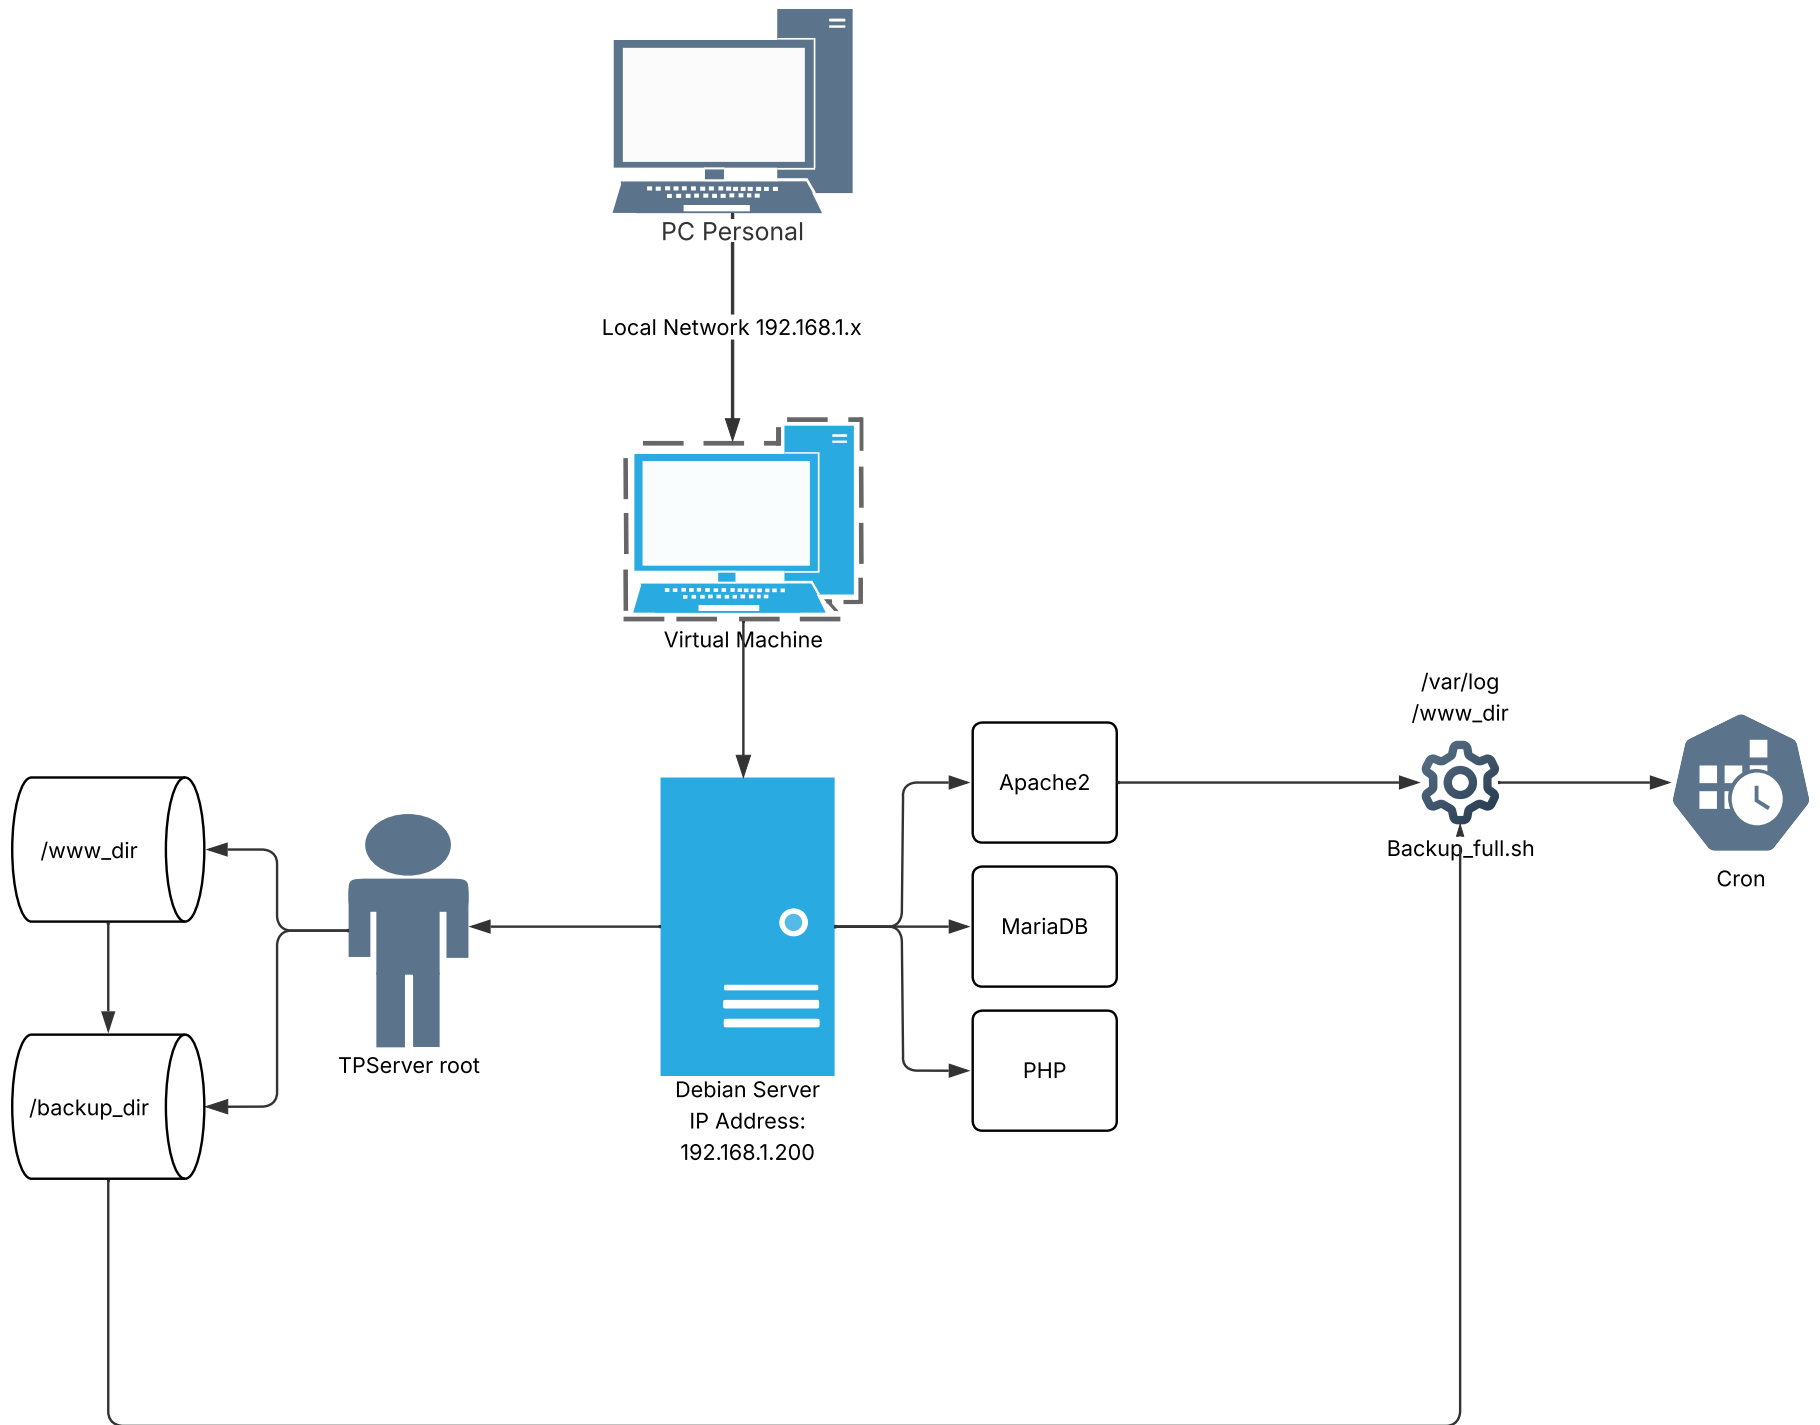 PC Personal
Local Network 192.168.1.x
Virtual Machine
/var/log
/www_dir
Apache2
Backup_full.sh
Cron
/www_dir
MariaDB
TPServer root
PHP
/backup_dir
Debian Server
IP Address:
192.168.1.200